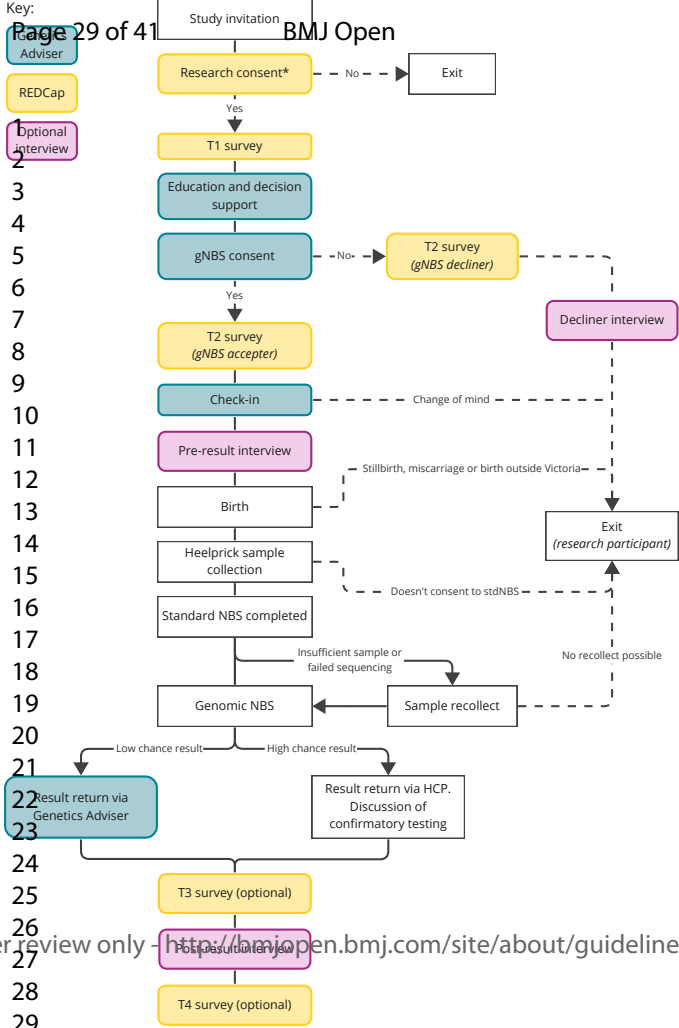 Key:
Page 29 of 41
BMJ Open
Genetics
Adviser
REDCap
Optional
interview
Study invitation
Research consent*
No
Exit
Yes
T1 survey
Education and decision
support
gNBS consent
No
T2 survey
(gNBS decliner)
Yes
Decliner interview
T2 survey
(gNBS accepter)
Check-in
Change of mind
Pre-result interview
Stillbirth, miscarriage or birth outside Victoria
Birth
Exit
(research participant)
Heelprick sample
collection
Doesn't consent to stdNBS
Standard NBS completed
Insufficient sample or
failed sequencing
No recollect possible
Genomic NBS
Sample recollect
Low chance result
High chance result
Result return via
Genetics Adviser
Result return via HCP.
Discussion of
confirmatory testing
T3 survey (optional)
er review only - http://bmjopen.bmj.com/site/about/guideline
Post-result interview
T4 survey (optional)
1
2
3
4
5
6
7
8
9
10
11
12
13
14
15
16
17
18
19
20
21
22
23
24
25
26
27
28
29